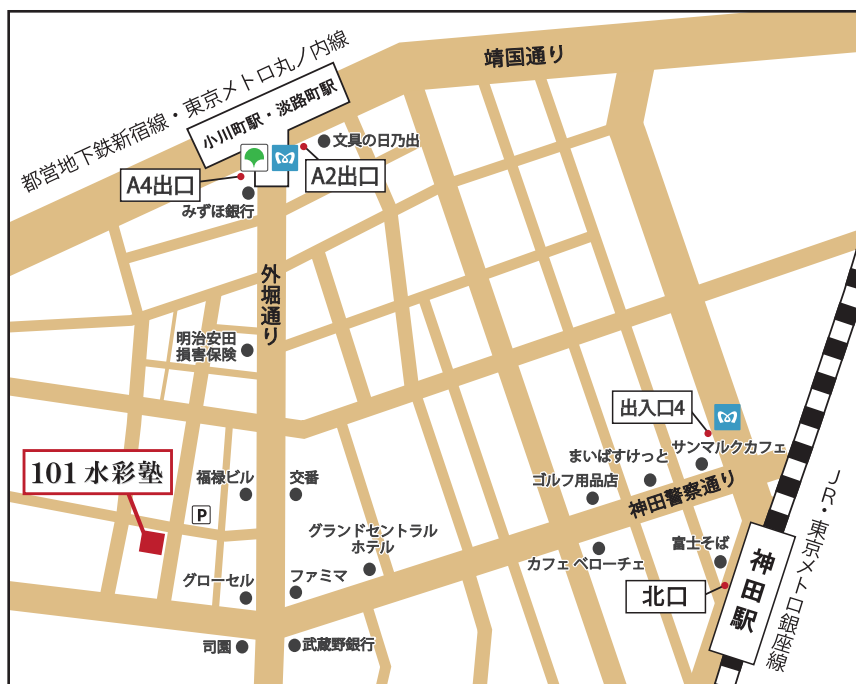 靖国通り
都営地下鉄新宿線・東京メトロ丸ノ内線
小川町駅・淡路町駅
文具の日乃出
A4出口
A2出口
みずほ銀行
外堀通り
明治安田
損害保険
出入口4
サンマルクカフェ
まいばすけっと
101 水彩塾
福禄ビル
交番
ゴルフ用品店
神田警察通り
P
グランドセントラル
ホテル
カフェ ベローチェ
富士そば
JR・東京メトロ銀座線
神田駅
グローセル
ファミマ
北口
司園
武蔵野銀行